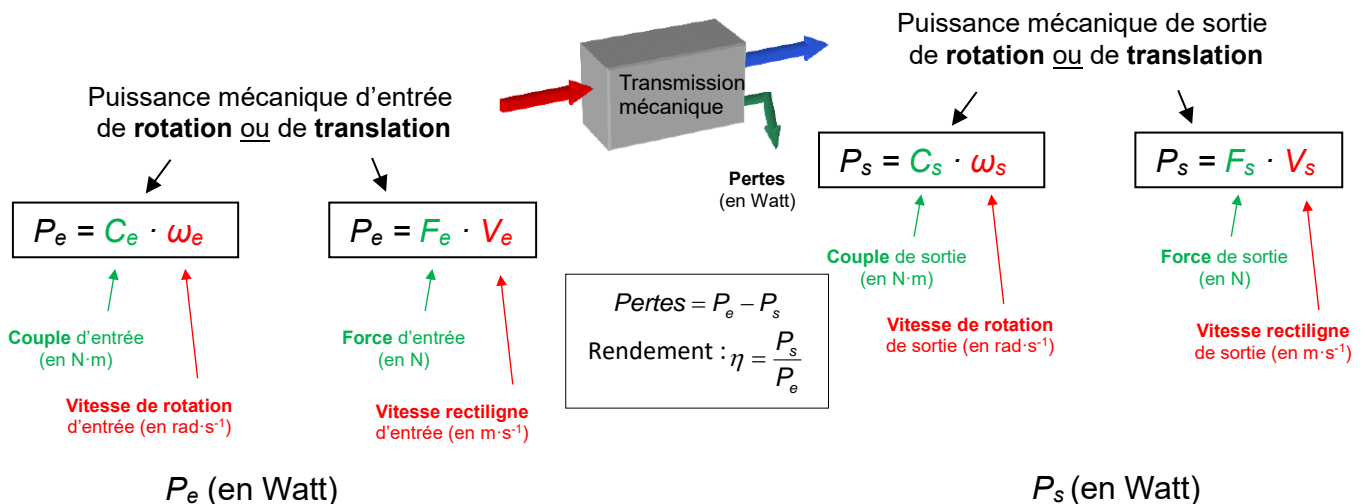 Puissance mécanique d'entrée
de rotation ou de translation
Pe = Ce · ωe
Pe = Fe · Ve
Couple d'entrée
(en N·m)
Vitesse de rotation
d'entrée (en rad·s-1)
Force d'entrée
(en N)
Vitesse rectiligne
d'entrée (en m·s-1)
Pe (en Watt)
Transmission
mécanique
Pertes
(en Watt)
Pertes = Pe − Ps
Rendement : η = Ps / Pe
Puissance mécanique de sortie
de rotation ou de translation
Ps = Cs · ωs
Ps = Fs · Vs
Couple de sortie
(en N·m)
Vitesse de rotation
de sortie (en rad·s-1)
Force de sortie
(en N)
Vitesse rectiligne
de sortie (en m·s-1)
Ps (en Watt)